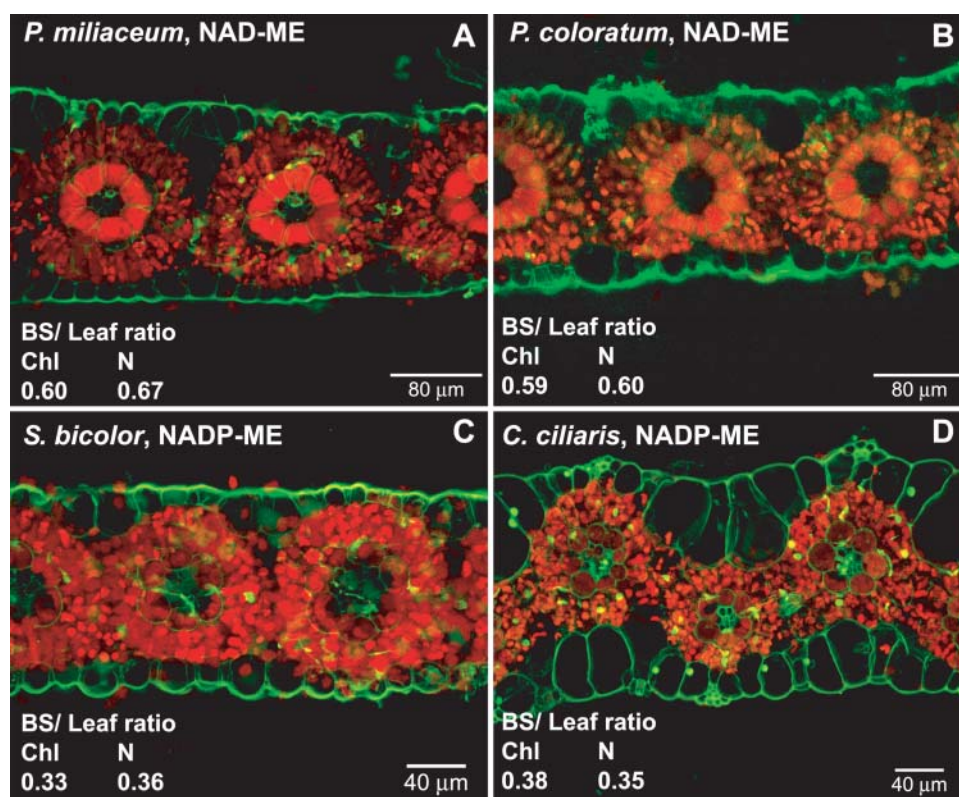 P. miliaceum, NAD-ME A
BS/ Leaf ratio
Chl N
0.60 0.67
80 μm
P. coloratum, NAD-ME B
BS/ Leaf ratio
Chl N
0.59 0.60
80 μm
S. bicolor, NADP-ME C
BS/ Leaf ratio
Chl N
0.33 0.36
40 μm
C. ciliaris, NADP-ME D
BS/ Leaf ratio
Chl N
0.38 0.35
40 μm